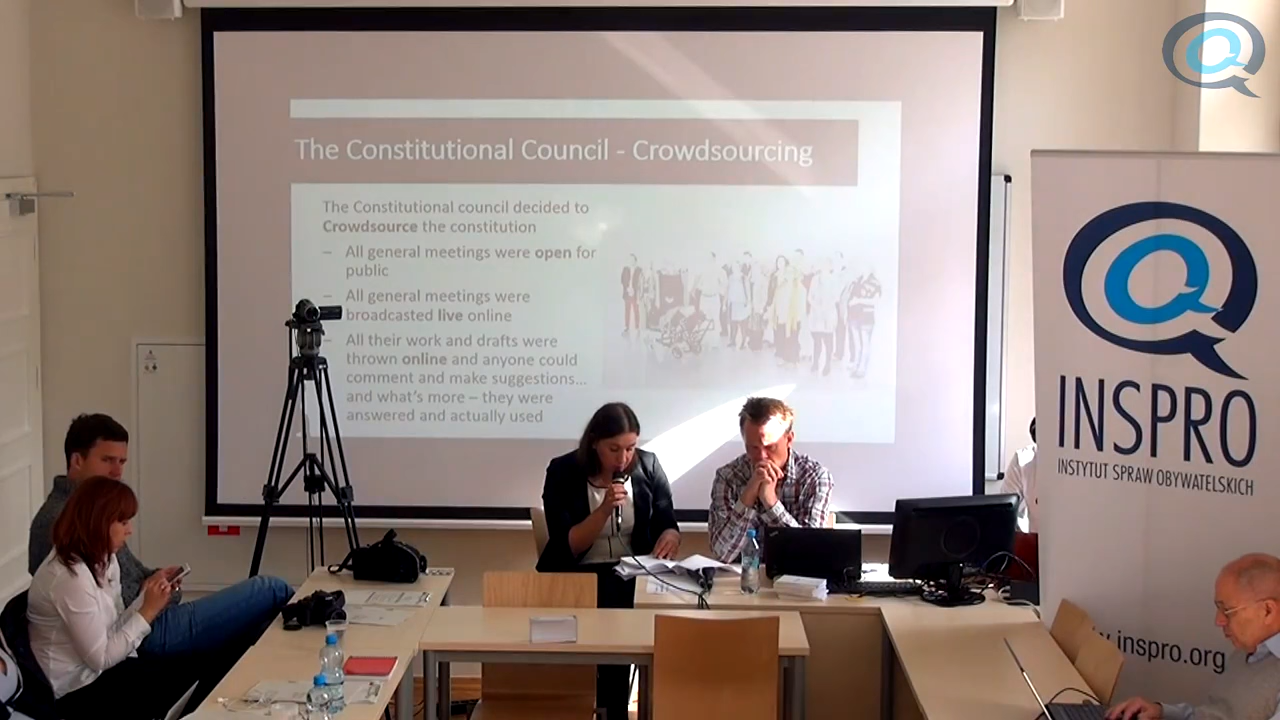 The Constitutional Council - Crowdsourcing
The Constitutional council decided to
Crowdsource the constitution
– All general meetings were open for
public
– All general meetings were
broadcasted live online
– All their work and drafts were
thrown online and anyone could
comment and make suggestions...
and what's more – they were
answered and actually used
INSPRO
INSTYTUT SPRAW OBYWATELSKICH
.inspro.org